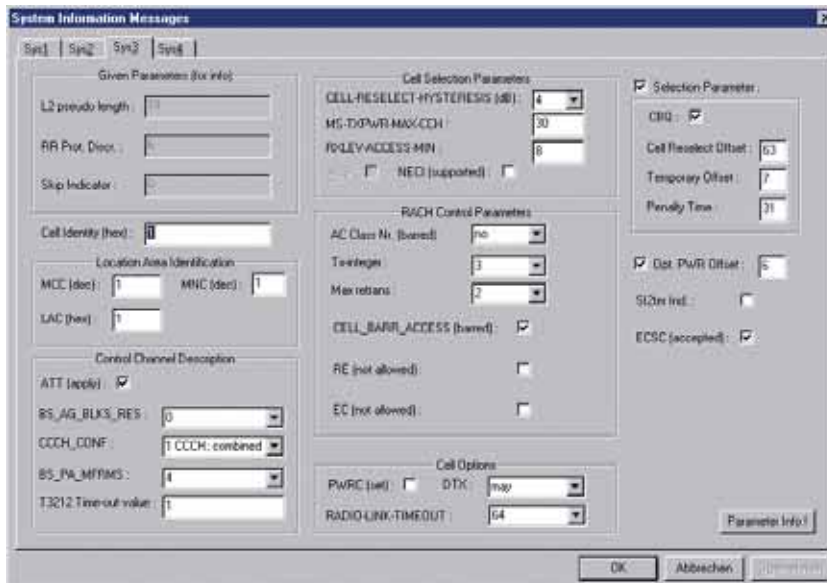 System Information Messages
Sys1 Sys2 Sys3 Sys4
Given Parameters (for info)
L2 pseudo length :
RR Prot. Discr. :
Skip Indicator :
Cell Identity (hex) : 1
Location Area Identification
MCC (dec) : 1 MNC (dec) : 1
LAC (hex) : 1
Control Channel Description
ATT (apply) :
BS_AG_BLKS_RES : 0
CCCH_CONF : 1 CCCH; combined
BS_PA_MFRMS : 4
T3212 Time-out value : 1
Cell Selection Parameters
CELL-RESELECT-HYSTERESIS (dB) : 4
MS-TXPWR-MAX-CCH : 30
RXLEV-ACCESS-MIN : 8
NECI (supported) :
RACH Control Parameters
AC Class Nr. (barred) no
Tx-integer : 3
Max retrans : 2
CELL_BARR_ACCESS (barred) :
RE (not allowed) :
EC (not allowed) :
Cell Options
PWRC (set) : DTX : may
RADIO-LINK-TIMEOUT : 64
Selection Parameter :
CBQ :
Cell Reselect Offset : 63
Temporary Offset : 7
Penalty Time : 31
Opt. PWR Offset : 6
SI2ter Ind. :
ECSC (accepted) :
Parameter Info !
OK Abbrechen